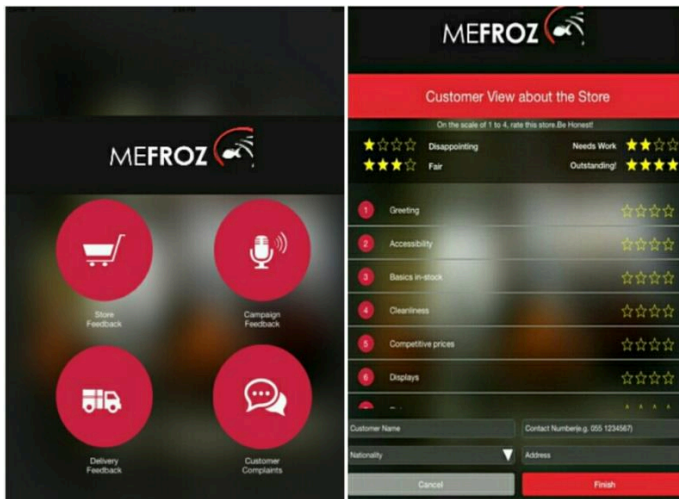 MEFROZ
Store
Feedback
Campaign
Feedback
Delivery
Feedback
Customer
Complaints
MEFROZ
Customer View about the Store
On the scale of 1 to 4, rate this store.Be Honest!
Disappointing
Needs Work
Fair
Outstanding!
1 Greeting
2 Accessibility
3 Basics in-stock
4 Cleanliness
5 Competitive prices
6 Displays
Customer Name
Contact Number(e.g. 055 1234567)
Nationality
Address
Cancel
Finish